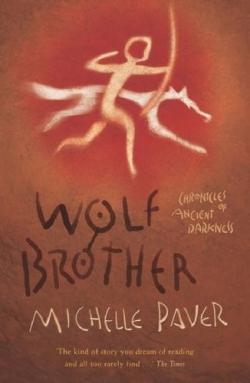 CHRONICLES
OF
ANCIENT
DARKNESS
WOLF
BROTHER
MICHELLE PAVER
'The kind of story you dream of reading
and all too rarely find . . .' The Times